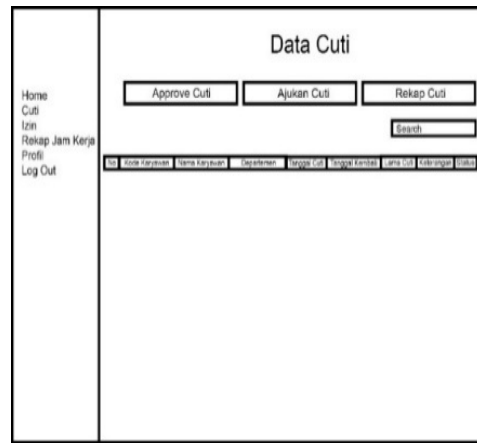 Data Cuti
Approve Cuti Ajukan Cuti Rekap Cuti
Search
Home
Cuti
Izin
Rekap Jam Kerja
Profil
Log Out
No Kode Karyawan Nama Karyawan Departemen Tanggal Cuti Tanggal Kembali Lama Cuti Keterangan Status